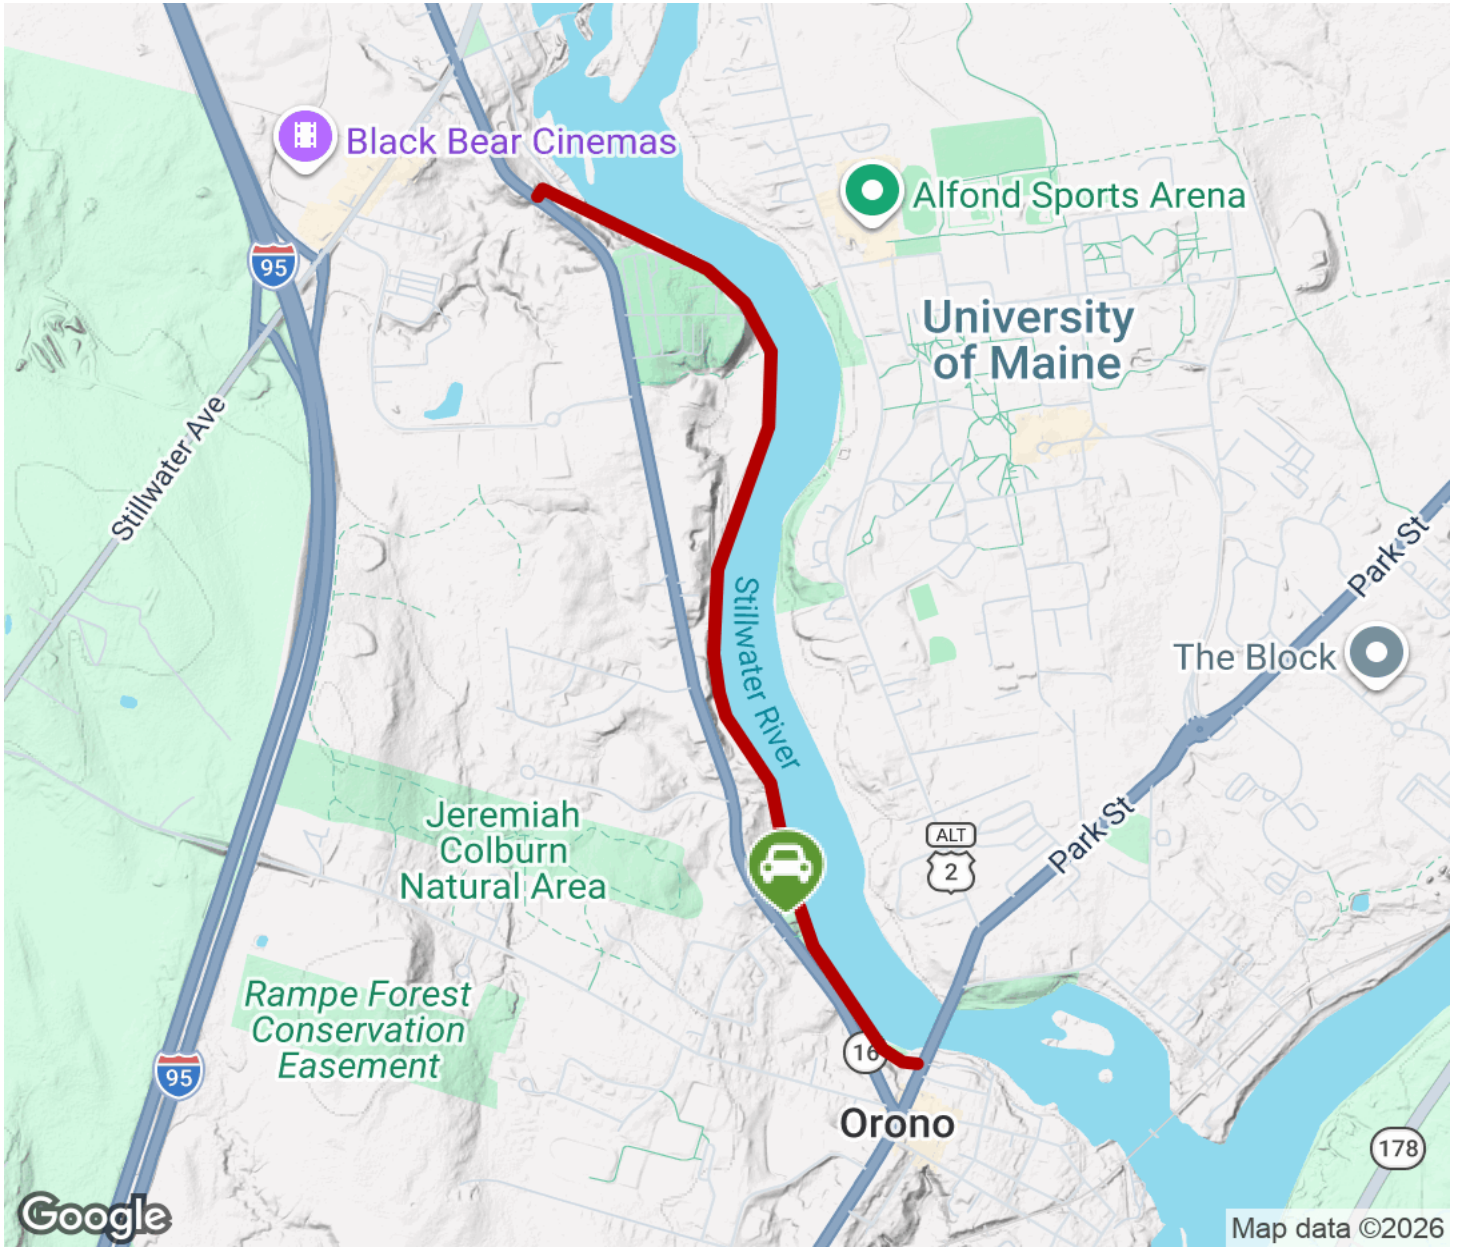 Black Bear Cinemas
Alfond Sports Arena
95
University
of Maine
Stillwater Ave
Park St
Stillwater River
The Block
Jeremiah
Colburn
Natural Area
ALT
2
Park St
Rampe Forest
Conservation
Easement
16
95
Orono
178
Google
Map data ©2026